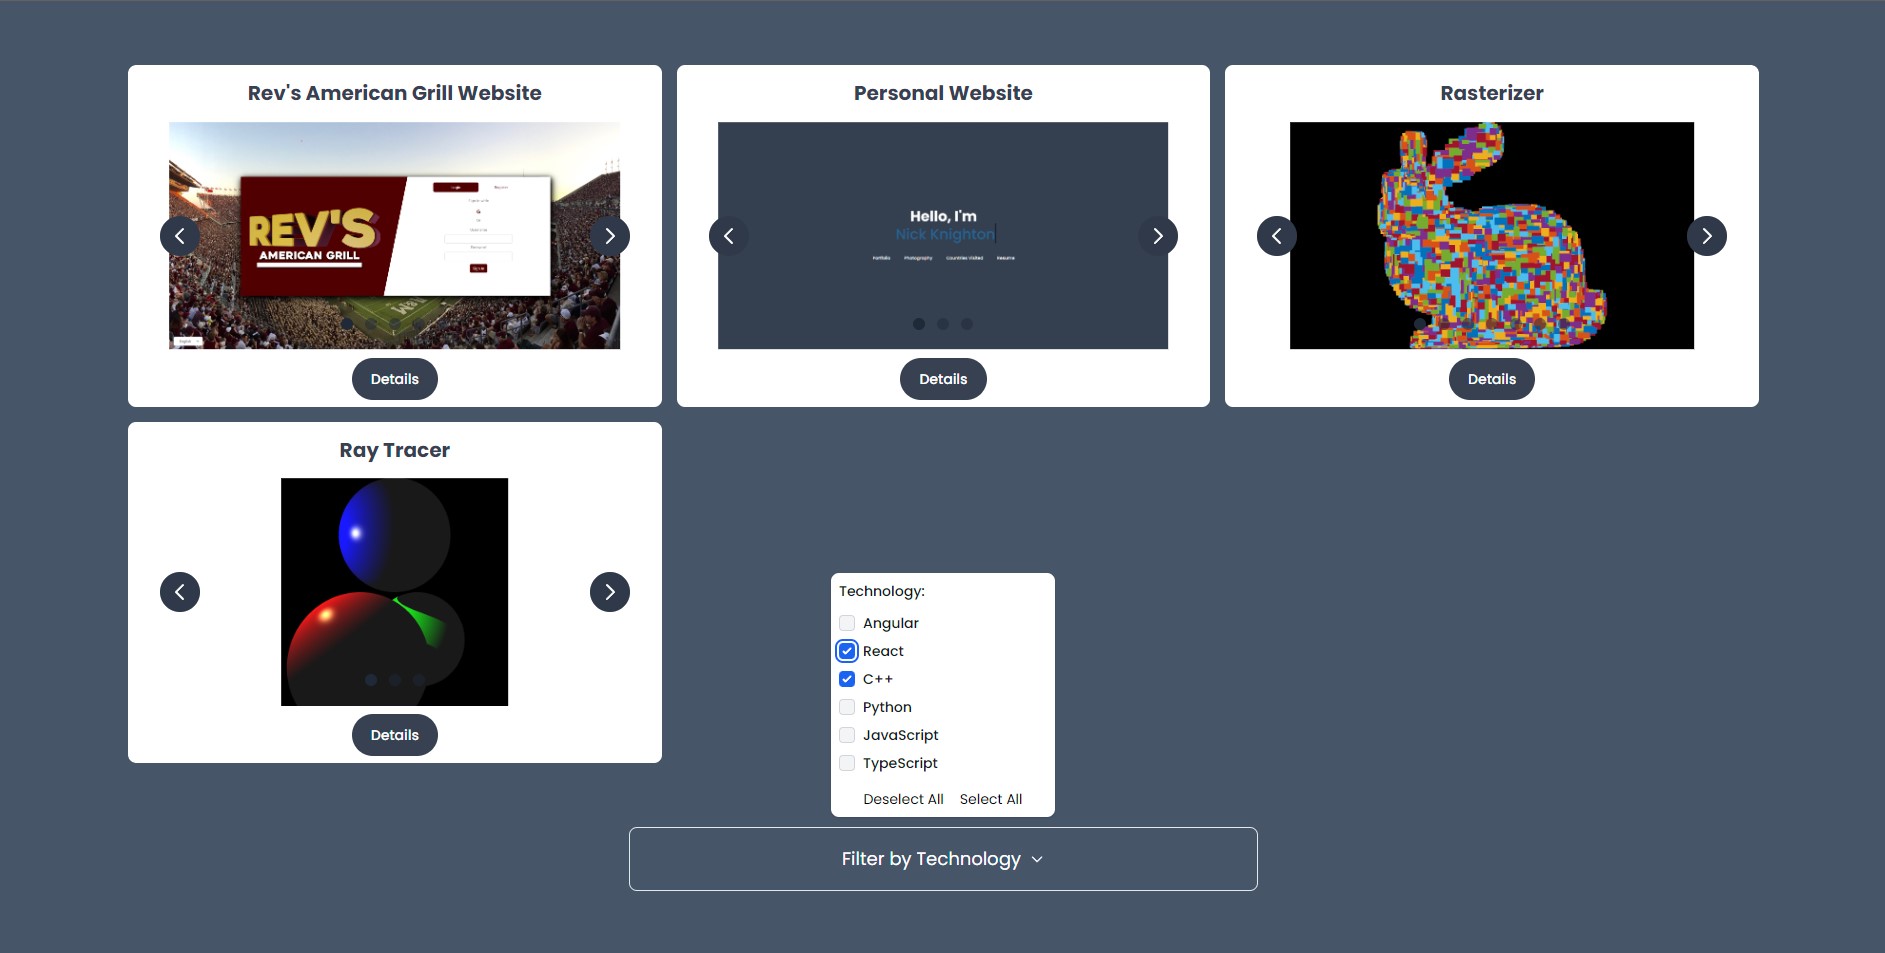 Rev's American Grill Website
REV'S
AMERICAN GRILL
Details
Personal Website
Hello, I'm
Nick Knighton
Portfolio Photography Countries Visited Resume
Details
Rasterizer
Details
Ray Tracer
Details
Technology:
Angular
React
C++
Python
JavaScript
TypeScript
Deselect All Select All
Filter by Technology